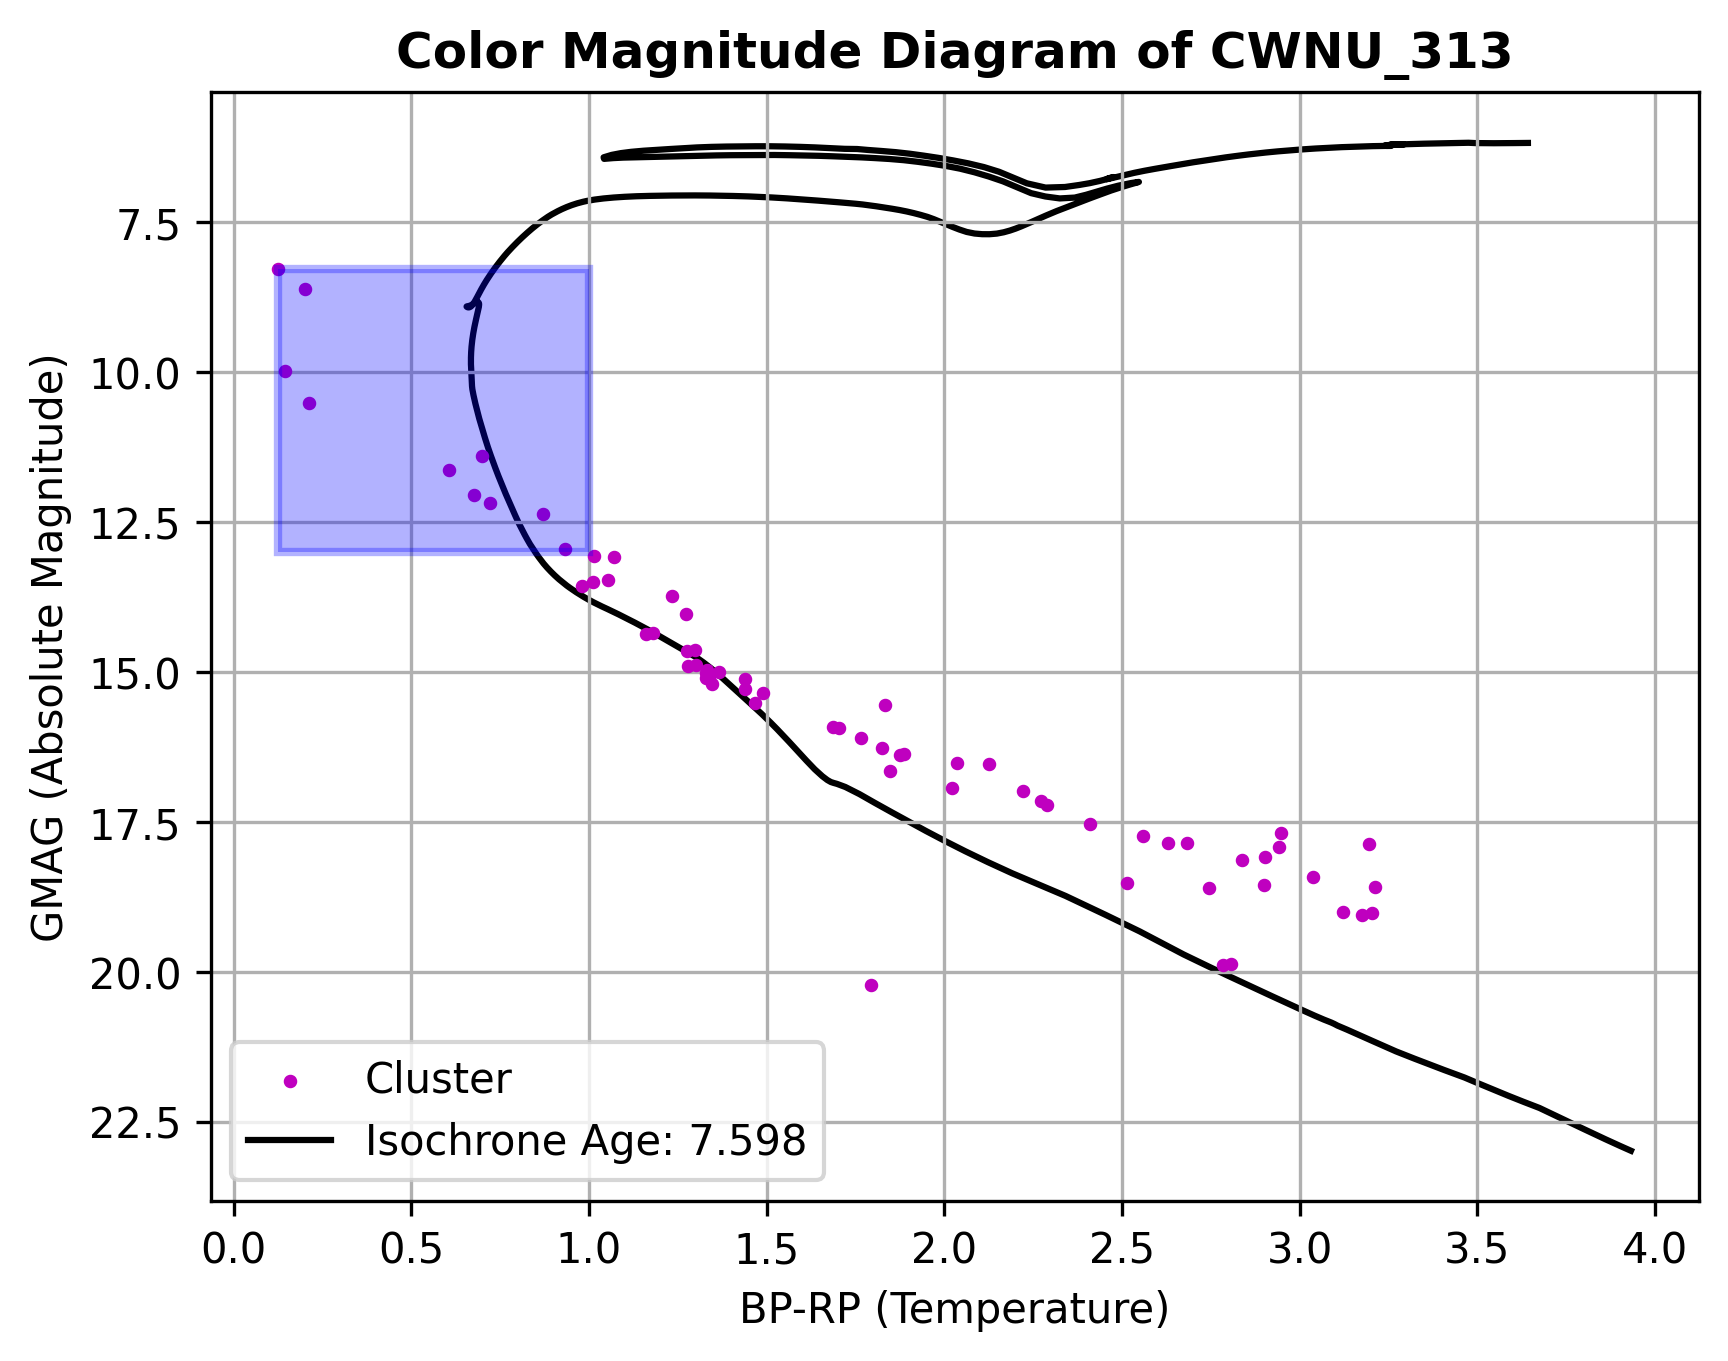 Color Magnitude Diagram of CWNU_313
GMAG (Absolute Magnitude)
7.5
10.0
12.5
15.0
17.5
20.0
22.5
Cluster
Isochrone Age: 7.598
0.0 0.5 1.0 1.5 2.0 2.5 3.0 3.5 4.0
BP-RP (Temperature)